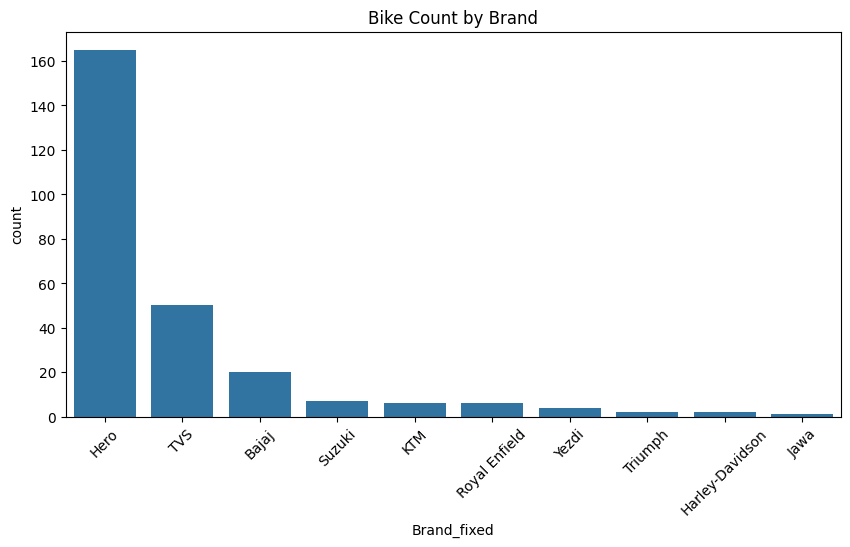 Bike Count by Brand
count
160
140
120
100
80
60
40
20
0
Hero
TVS
Bajaj
Suzuki
KTM
Royal Enfield
Yezdi
Triumph
Harley-Davidson
Jawa
Brand_fixed